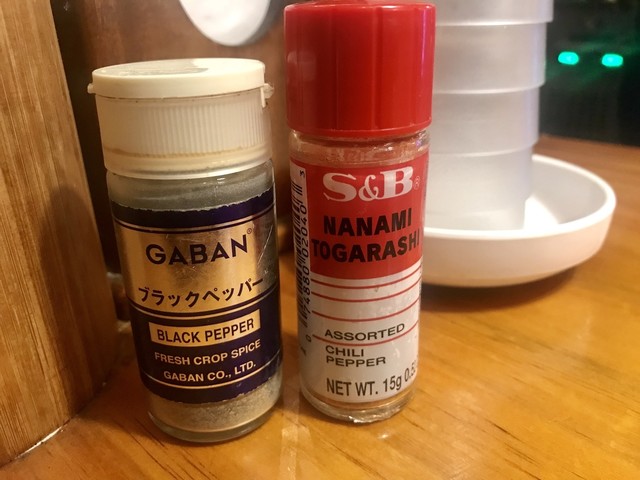 GABAN®
ブラックペッパー
BLACK PEPPER
FRESH CROP SPICE
GABAN CO., LTD.
S&B®
NANAMI
TOGARASHI
ASSORTED
CHILI
PEPPER
NET WT. 15g